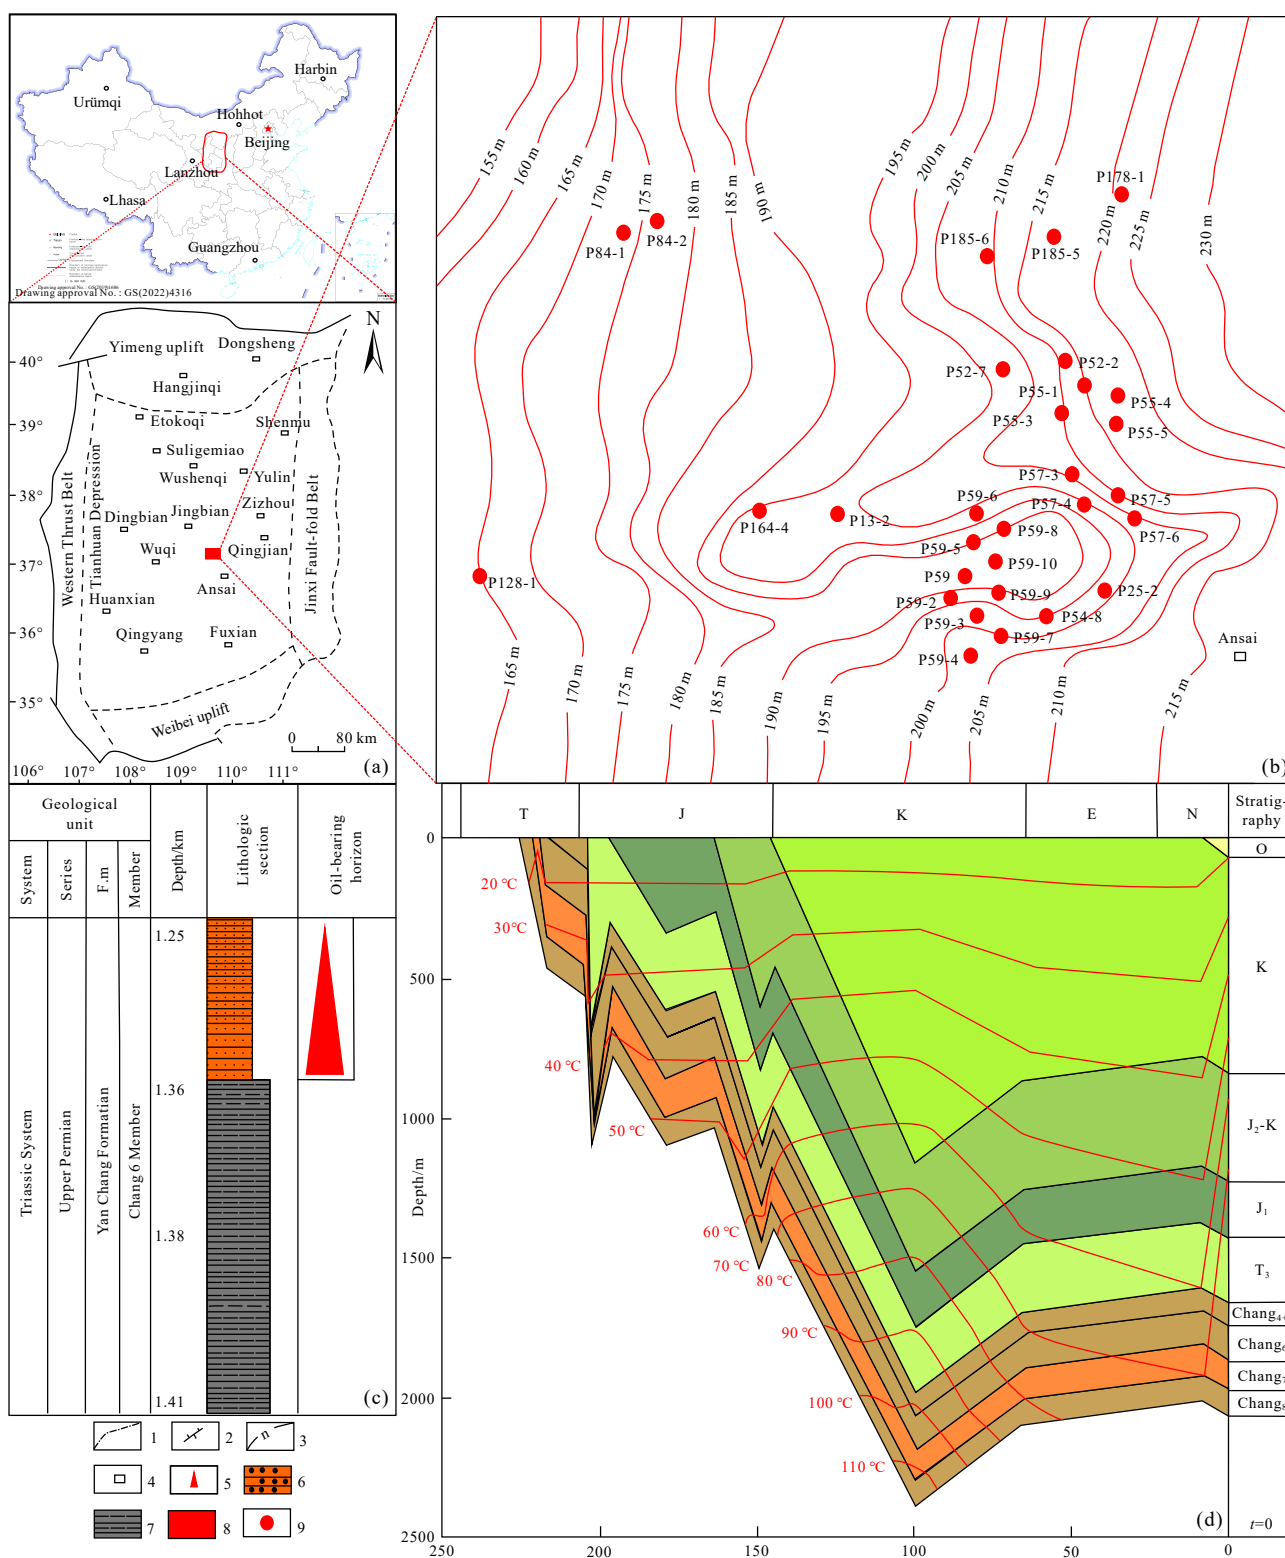 Harbin
Urümqi
Hohhot
Beijing
Lanzhou
Lhasa
Guangzhou
Drawing approval No. : GS(2022)4316
N
Dongsheng
Yimeng uplift
40°
Hangjinqi
Etokoqi
Shenmu
39°
Suligemiao
Wushenqi
Yulin
38°
Zizhou
Jingbian
Dingbian
Qingjian
Wuqi
37°
Ansai
Huanxian
36°
Qingyang
Fuxian
35°
Western Thrust Belt
Tianhuan Depression
Jinxi Fault-fold Belt
Weibei uplift
0 80 km
(a)
106° 107° 108° 109° 110° 111°
155 m
160 m
165 m
170 m
175 m
180 m
185 m
190 m
195 m
200 m
205 m
210 m
215 m
220 m
225 m
230 m
P178-1
P84-1
P84-2
P185-6
P185-5
P52-7
P52-2
P55-1
P55-4
P55-3
P55-5
P57-3
P59-6
P57-4
P57-5
P164-4
P13-2
P59-8
P57-6
P59-5
P59-10
P128-1
P59
P59-9
P25-2
P59-2
P59-3
P54-8
P59-7
P59-4
Ansai
165 m
170 m
175 m
180 m
185 m
190 m
195 m
200 m
205 m
210 m
215 m
(b)
Geological
unit
System
Series
F.m
Member
Depth/km
Lithologic
section
Oil-bearing
horizon
Triassic System
Upper Permian
Yan Chang Formatian
Chang 6 Member
1.25
1.36
1.38
1.41
(c)
1
2
n
3
4
5
6
7
8
9
T J K E N
Stratig-
raphy
O
K
J2-K
J1
T3
Chang4+
Chang6
Chang7
Chang8
0
500
1000
1500
2000
2500
Depth/m
20 ℃
30℃
40 ℃
50 ℃
60 ℃
70 ℃
80 ℃
90 ℃
100 ℃
110 ℃
(d)
t=0
250 200 150 100 50 0